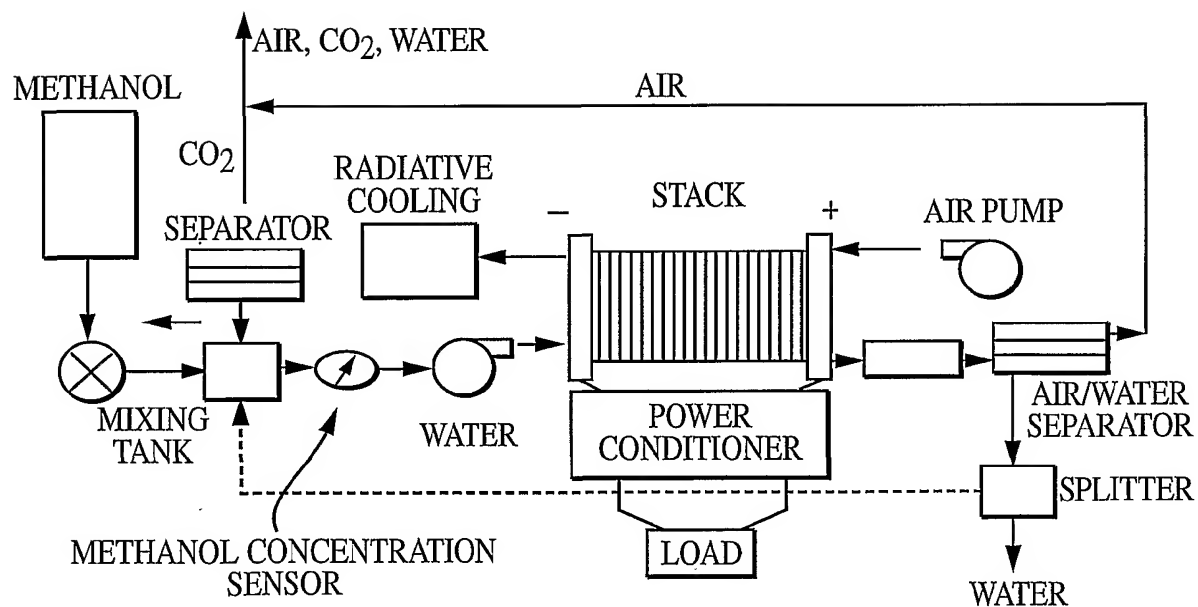 AIR, CO2, WATER
METHANOL
AIR
CO2
RADIATIVE
COOLING
STACK
SEPARATOR
−
+
AIR PUMP
MIXING
TANK
WATER
POWER
CONDITIONER
AIR/WATER
SEPARATOR
SPLITTER
METHANOL CONCENTRATION
SENSOR
LOAD
WATER